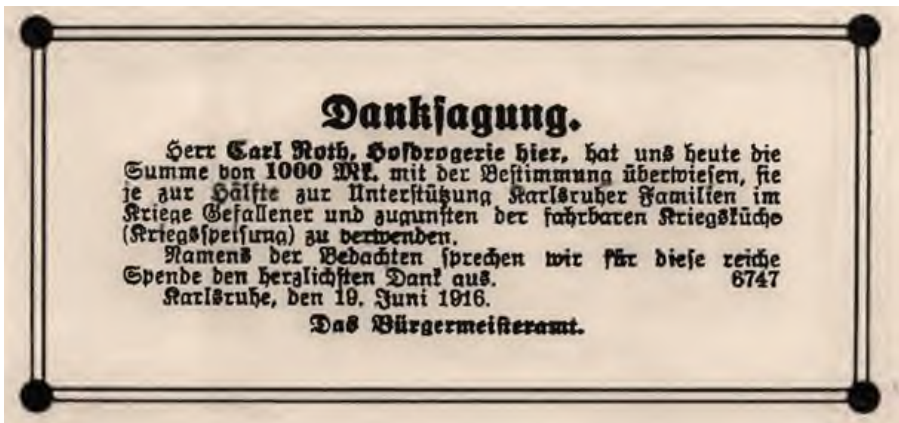 Danksagung.
Herr Carl Roth, Hofdrogerie hier, hat uns heute die
Summe von 1000 Mk. mit der Bestimmung überwiesen, sie
je zur Hälfte zur Unterstützung Karlsruher Familien im
Kriege Gefallener und zugunsten der fahrbaren Kriegsküche
(Kriegsspeisung) zu verwenden.
Namens der Bedachten sprechen wir für diese reiche
Spende den herzlichsten Dank aus. 6747
Karlsruhe, den 19. Juni 1916.
Das Bürgermeisteramt.